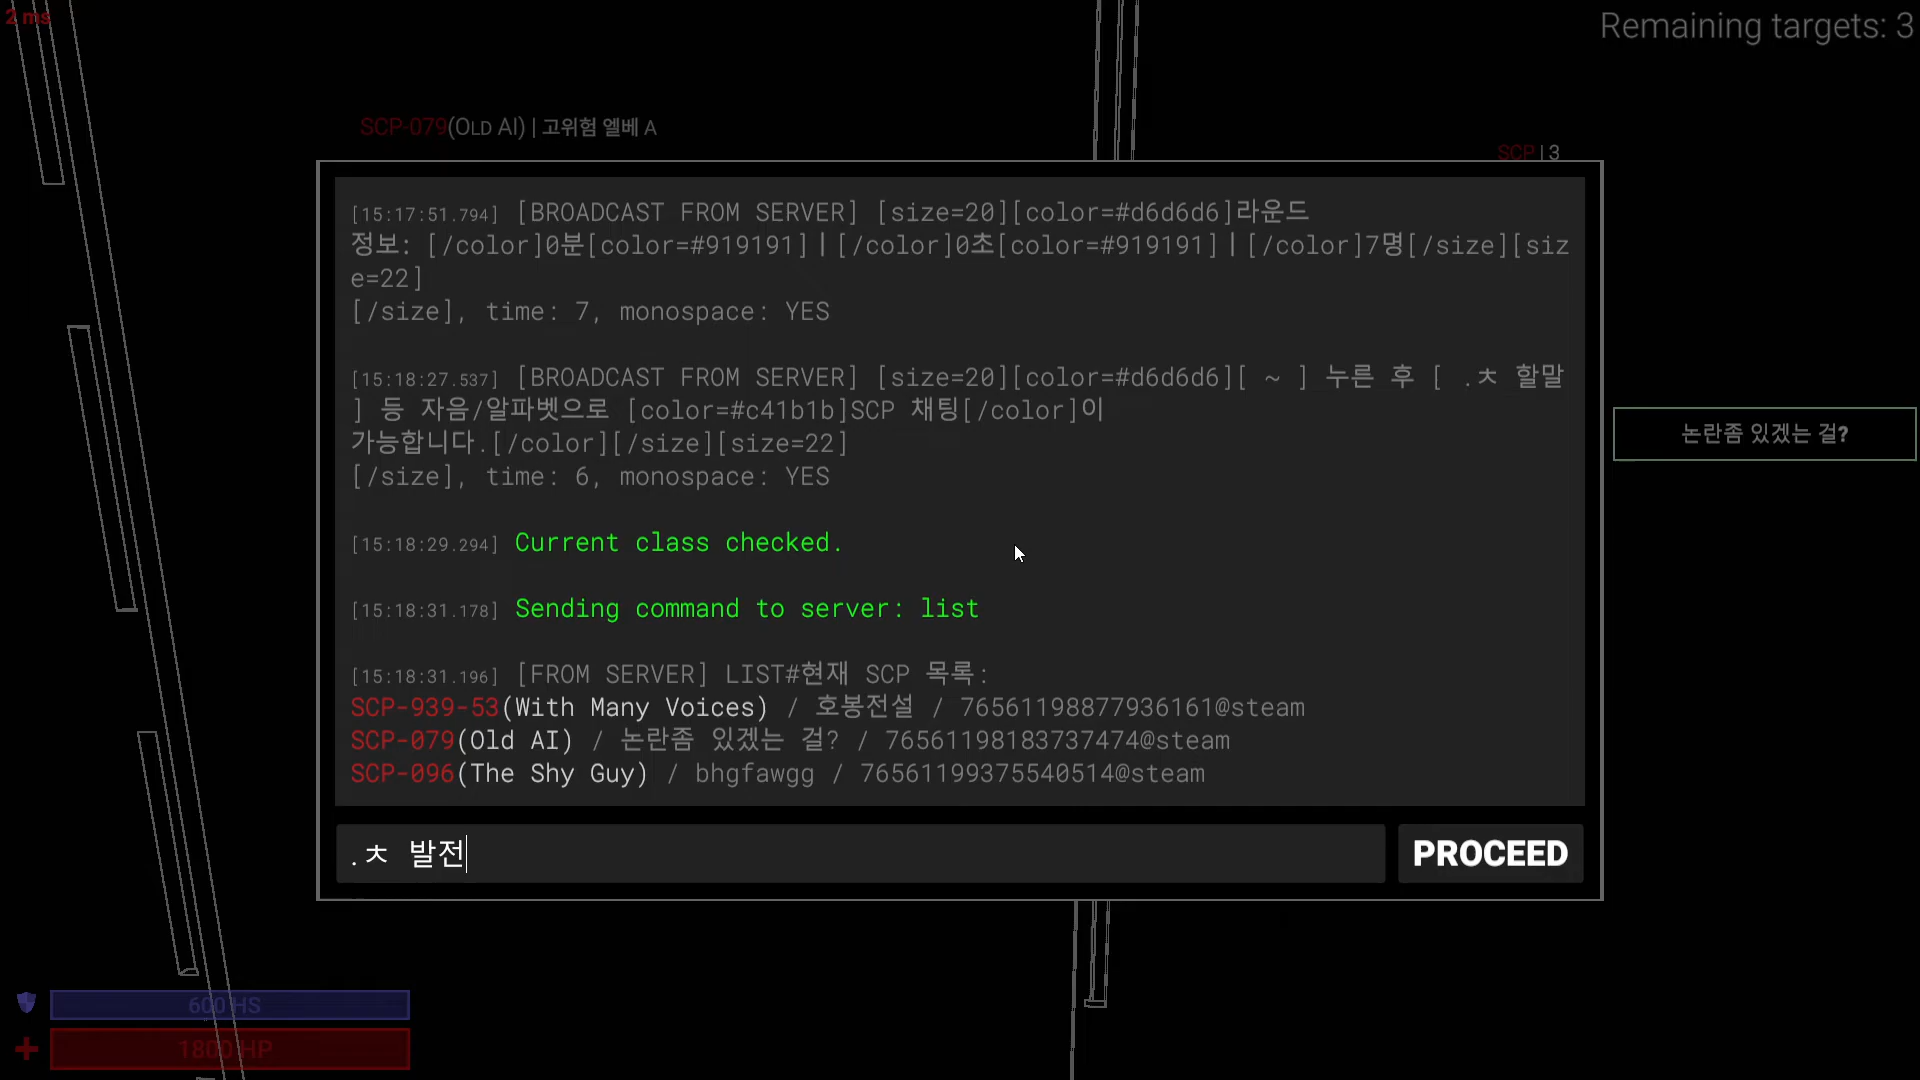 2 ms
Remaining targets: 3
SCP-079(OLD AI) | 고위험 엘베 A
SCP | 3
[15:17:51.794] [BROADCAST FROM SERVER] [size=20][color=#d6d6d6]라운드
정보: [/color]0분[color=#919191]|[/color]0초[color=#919191]|[/color]7명[/size][siz
e=22]
[/size], time: 7, monospace: YES
[15:18:27.537] [BROADCAST FROM SERVER] [size=20][color=#d6d6d6][ ~ ] 누른 후 [ .ㅊ 할말
] 등 자음/알파벳으로 [color=#c41b1b]SCP 채팅[/color]이
가능합니다.[/color][/size][size=22]
[/size], time: 6, monospace: YES
논란좀 있겠는 걸?
[15:18:29.294] Current class checked.
[15:18:31.178] Sending command to server: list
[15:18:31.196] [FROM SERVER] LIST#현재 SCP 목록:
SCP-939-53(With Many Voices) / 호봉전설 / 76561198877936161@steam
SCP-079(Old AI) / 논란좀 있겠는 걸? / 76561198183737474@steam
SCP-096(The Shy Guy) / bhgfawgg / 76561199375540514@steam
.ㅊ 발전
PROCEED
600 HS
1800 HP